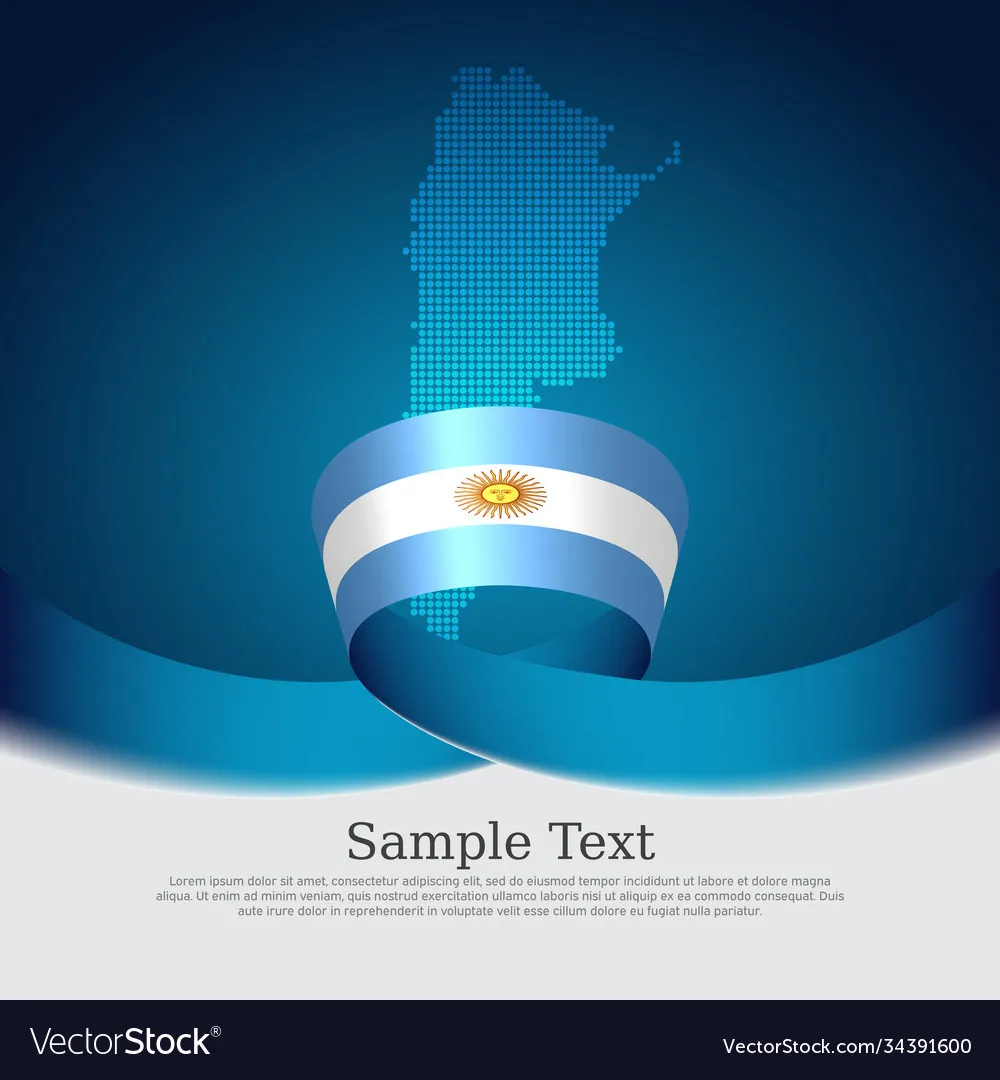 Sample Text
Lorem ipsum dolor sit amet, consectetur adipiscing elit, sed do eiusmod tempor incididunt ut labore et dolore magna
aliqua. Ut enim ad minim veniam, quis nostrud exercitation ullamco laboris nisi ut aliquip ex ea commodo consequat. Duis
aute irure dolor in reprehenderit in voluptate velit esse cillum dolore eu fugiat nulla pariatur.
VectorStock®
VectorStock.com/34391600